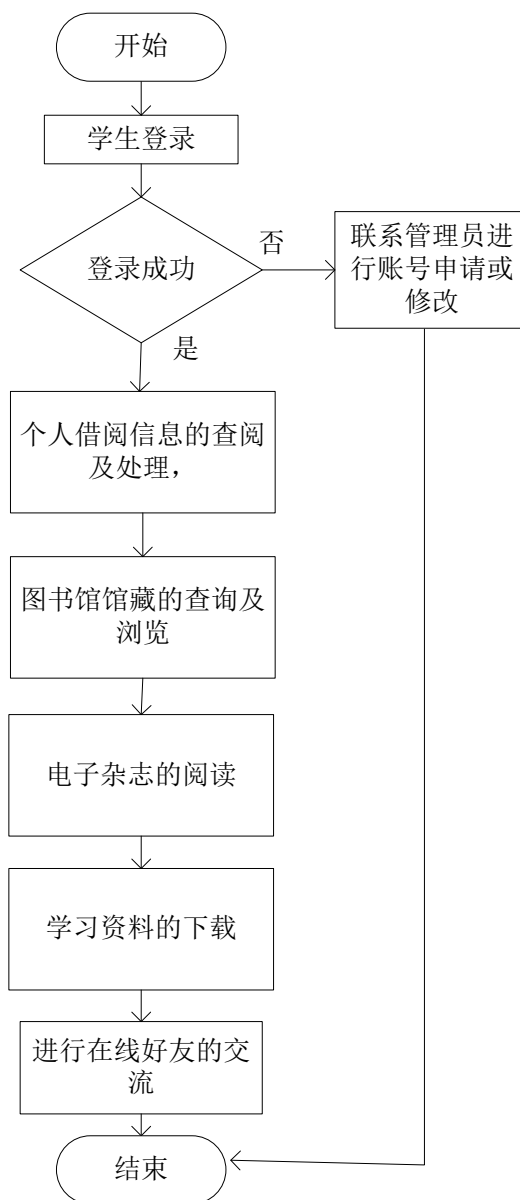 开始
学生登录
登录成功
否
联系管理员进
行账号申请或
修改
是
个人借阅信息的查阅
及处理，
图书馆馆藏的查询及
浏览
电子杂志的阅读
学习资料的下载
进行在线好友的交
流
结束